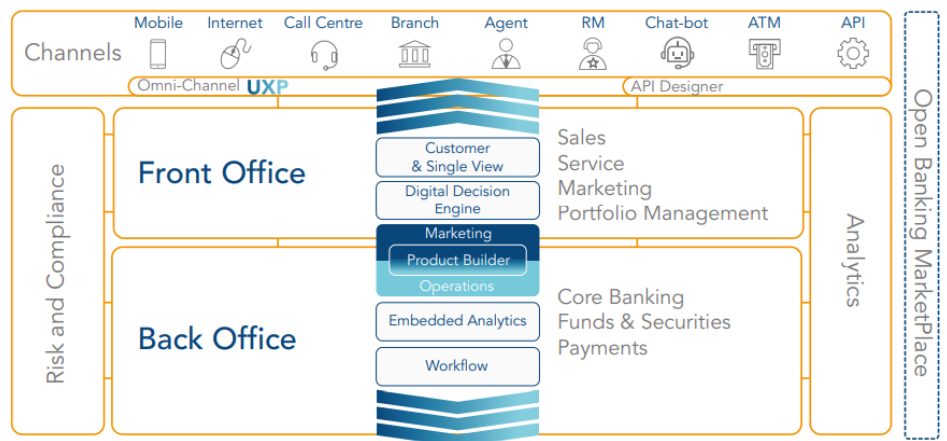 Mobile
Internet
Call Centre
Branch
Agent
RM
Chat-bot
ATM
API
Channels
Omni-Channel UXP
API Designer
Risk and Compliance
Front Office
Customer
& Single View
Digital Decision
Engine
Sales
Service
Marketing
Portfolio Management
Marketing
Product Builder
Operations
Back Office
Embedded Analytics
Workflow
Core Banking
Funds & Securities
Payments
Analytics
Open Banking MarketPlace